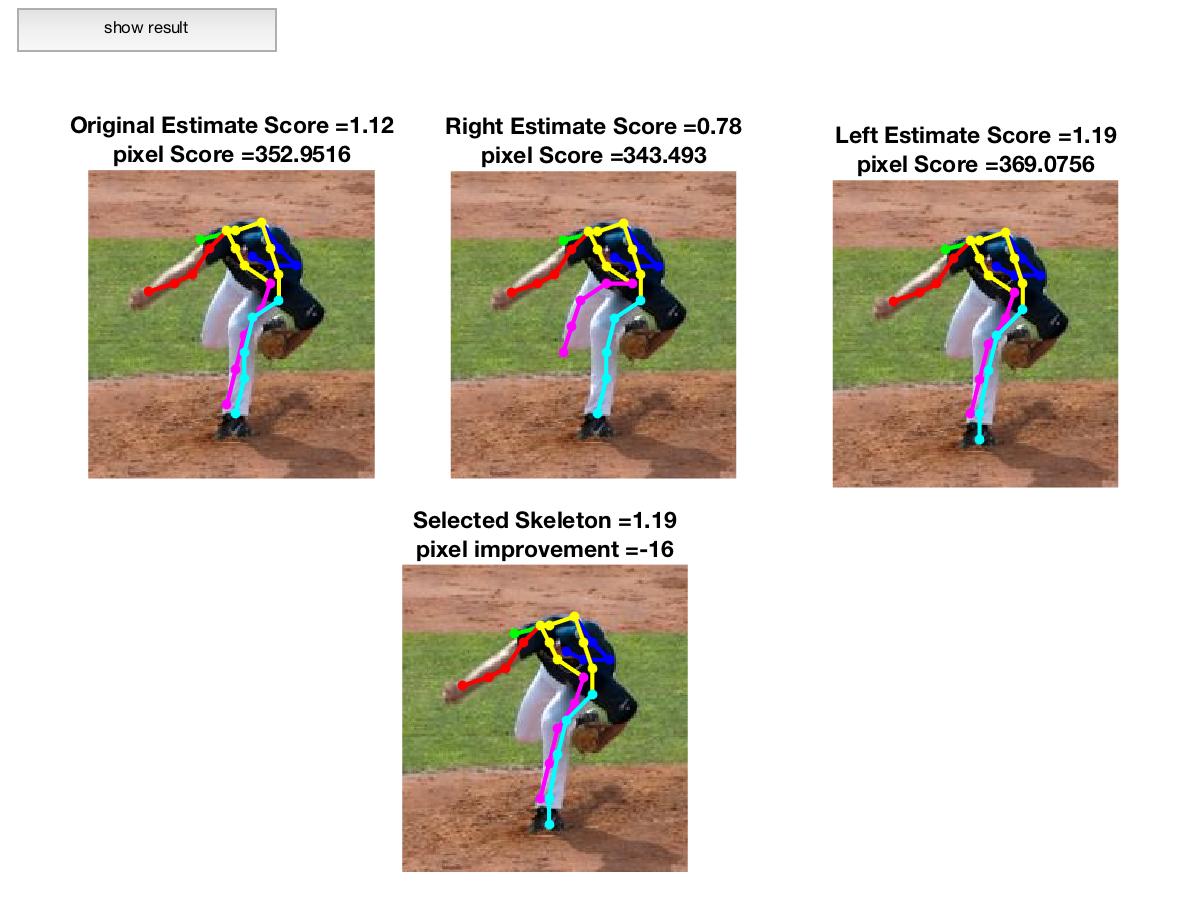 show result
Original Estimate Score =1.12
pixel Score =352.9516
Right Estimate Score =0.78
pixel Score =343.493
Left Estimate Score =1.19
pixel Score =369.0756
Selected Skeleton =1.19
pixel improvement =-16